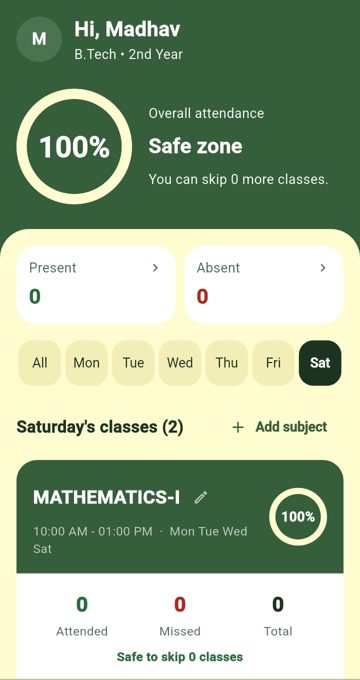 M
Hi, Madhav
B.Tech • 2nd Year
100%
Overall attendance
Safe zone
You can skip 0 more classes.
Present
0
Absent
0
All Mon Tue Wed Thu Fri Sat
Saturday's classes (2)
+ Add subject
MATHEMATICS-I
10:00 AM - 01:00 PM · Mon Tue Wed
Sat
100%
0 0 0
Attended Missed Total
Safe to skip 0 classes